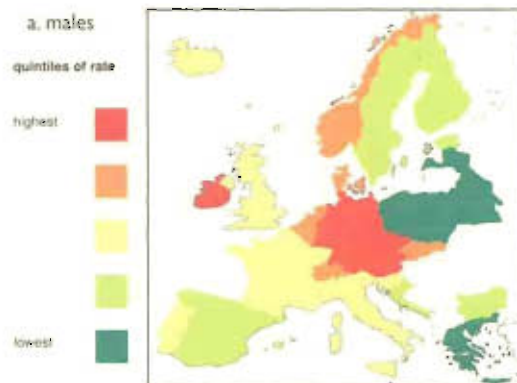 a. males
quintiles of rate
highest
lowest